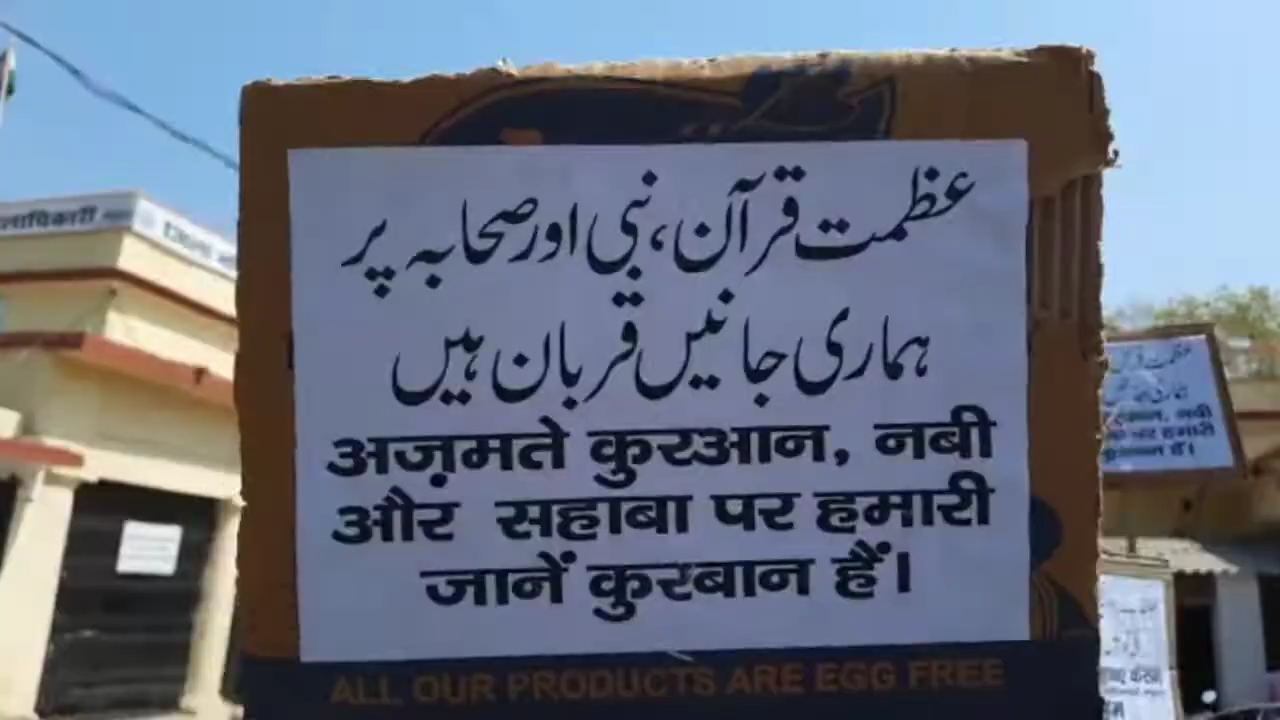 عظمت قرآن، نبی اور صحابہ پر
ہماری جانیں قربان ہیں
अज़मते कुरआन, नबी
और सहाबा पर हमारी
जानें कुरबान हैं।
ALL OUR PRODUCTS ARE EGG FREE